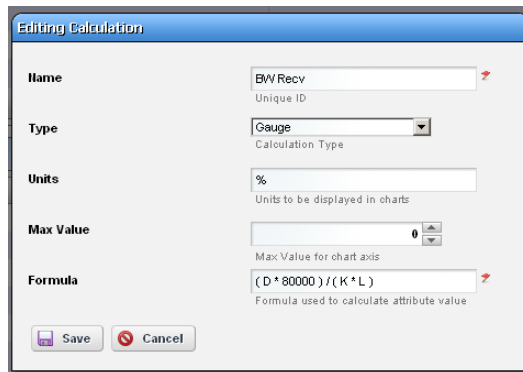 Editing Calculation
Name
BW Recv
Unique ID
Type
Gauge
Calculation Type
Units
%
Units to be displayed in charts
Max Value
0
Max Value for chart axis
Formula
( D * 80000 ) / ( K * L )
Formula used to calculate attribute value
Save
Cancel